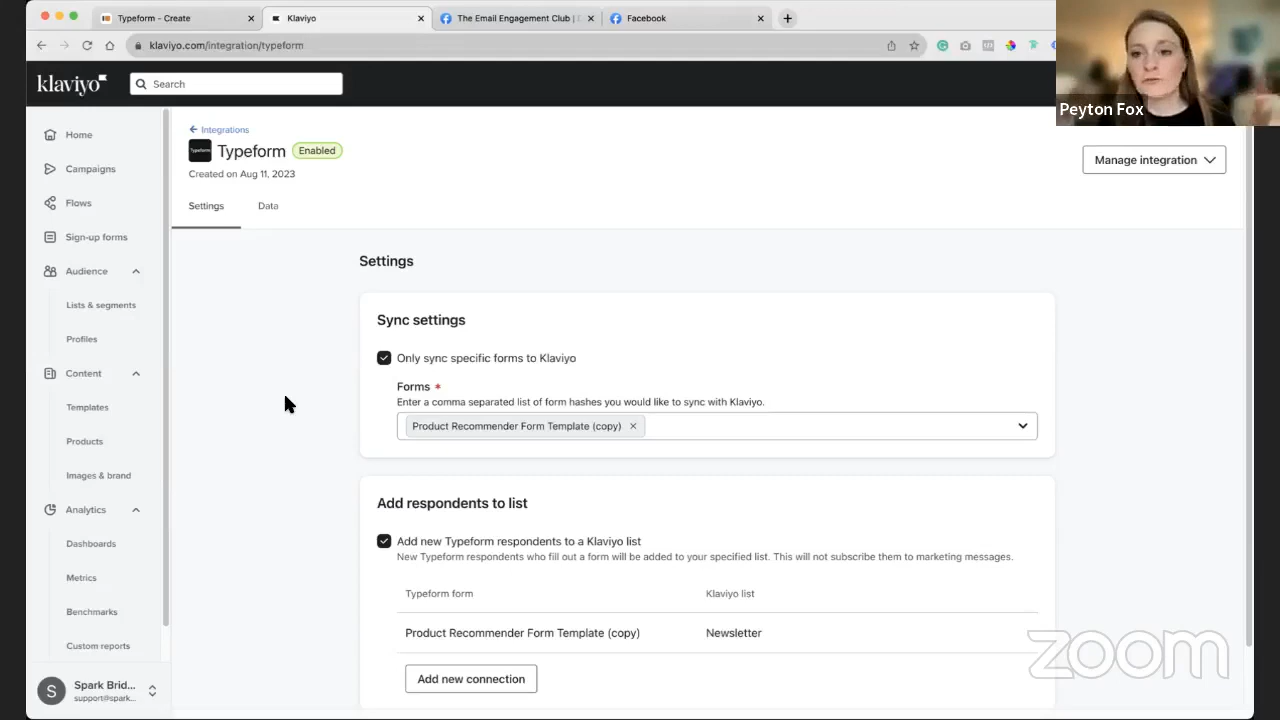 Typeform - Create
Klaviyo
The Email Engagement Club |
Facebook
klaviyo.com/integration/typeform
klaviyo
Search
Peyton Fox
Home
Campaigns
Flows
Sign-up forms
Audience
Lists & segments
Profiles
Content
Templates
Products
Images & brand
Analytics
Dashboards
Metrics
Benchmarks
Custom reports
S
Spark Brid...
support@spark...
Integrations
Typeform
Enabled
Created on Aug 11, 2023
Manage integration
Settings
Data
Settings
Sync settings
Only sync specific forms to Klaviyo
Forms *
Enter a comma separated list of form hashes you would like to sync with Klaviyo.
Product Recommender Form Template (copy)
Add respondents to list
Add new Typeform respondents to a Klaviyo list
New Typeform respondents who fill out a form will be added to your specified list. This will not subscribe them to marketing messages.
Typeform form
Klaviyo list
Product Recommender Form Template (copy)
Newsletter
Add new connection
zoom